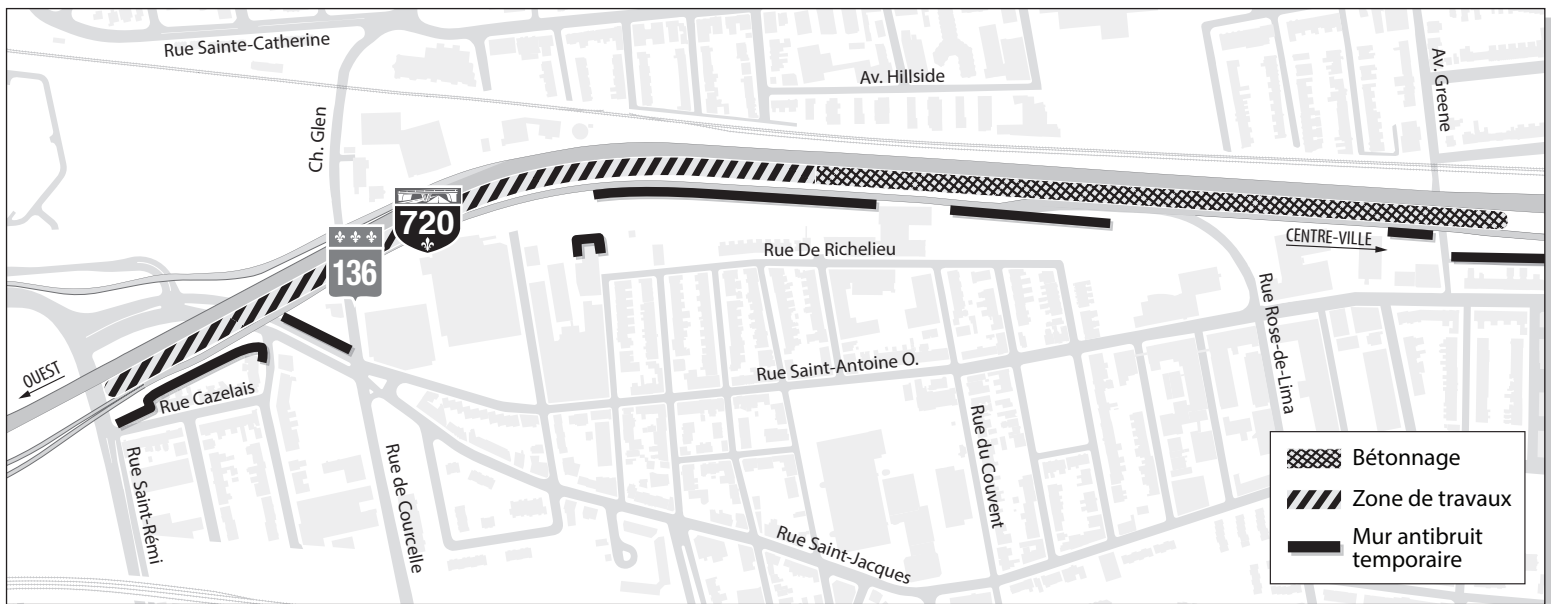 Rue Sainte-Catherine
Av. Hillside
Av. Greene
Ch. Glen
720
136
Rue De Richelieu
CENTRE-VILLE
OUEST
Rue Cazelais
Rue Saint-Antoine O.
Rue Rose-de-Lima
Rue du Couvent
Rue Saint-Rémi
Rue de Courcelle
Rue Saint-Jacques
Bétonnage
Zone de travaux
Mur antibruit
temporaire